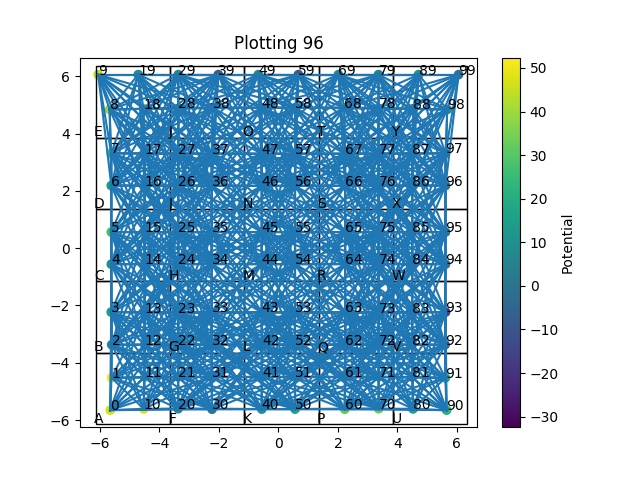 Plotting 96
6 9 19 29 39 49 59 69 79 89 99 50
8 18 28 38 48 58 68 78 88 98
4 E J O T Y 40
7 17 27 37 47 57 67 77 87 97
2 6 16 26 36 46 56 66 76 86 96 30
D I N S X
5 15 25 35 45 55 65 75 85 95 20
0 4 14 24 34 44 54 64 74 84 94 10
C H M R W 0
−2 3 13 23 33 43 53 63 73 83 93 −10
2 12 22 32 42 52 62 72 82 92
B G L Q V
−4 1 11 21 31 41 51 61 71 81 91 −20
0 10 20 30 40 50 60 70 80 90
−6 A F K P U −30
−6 −4 −2 0 2 4 6
Potential